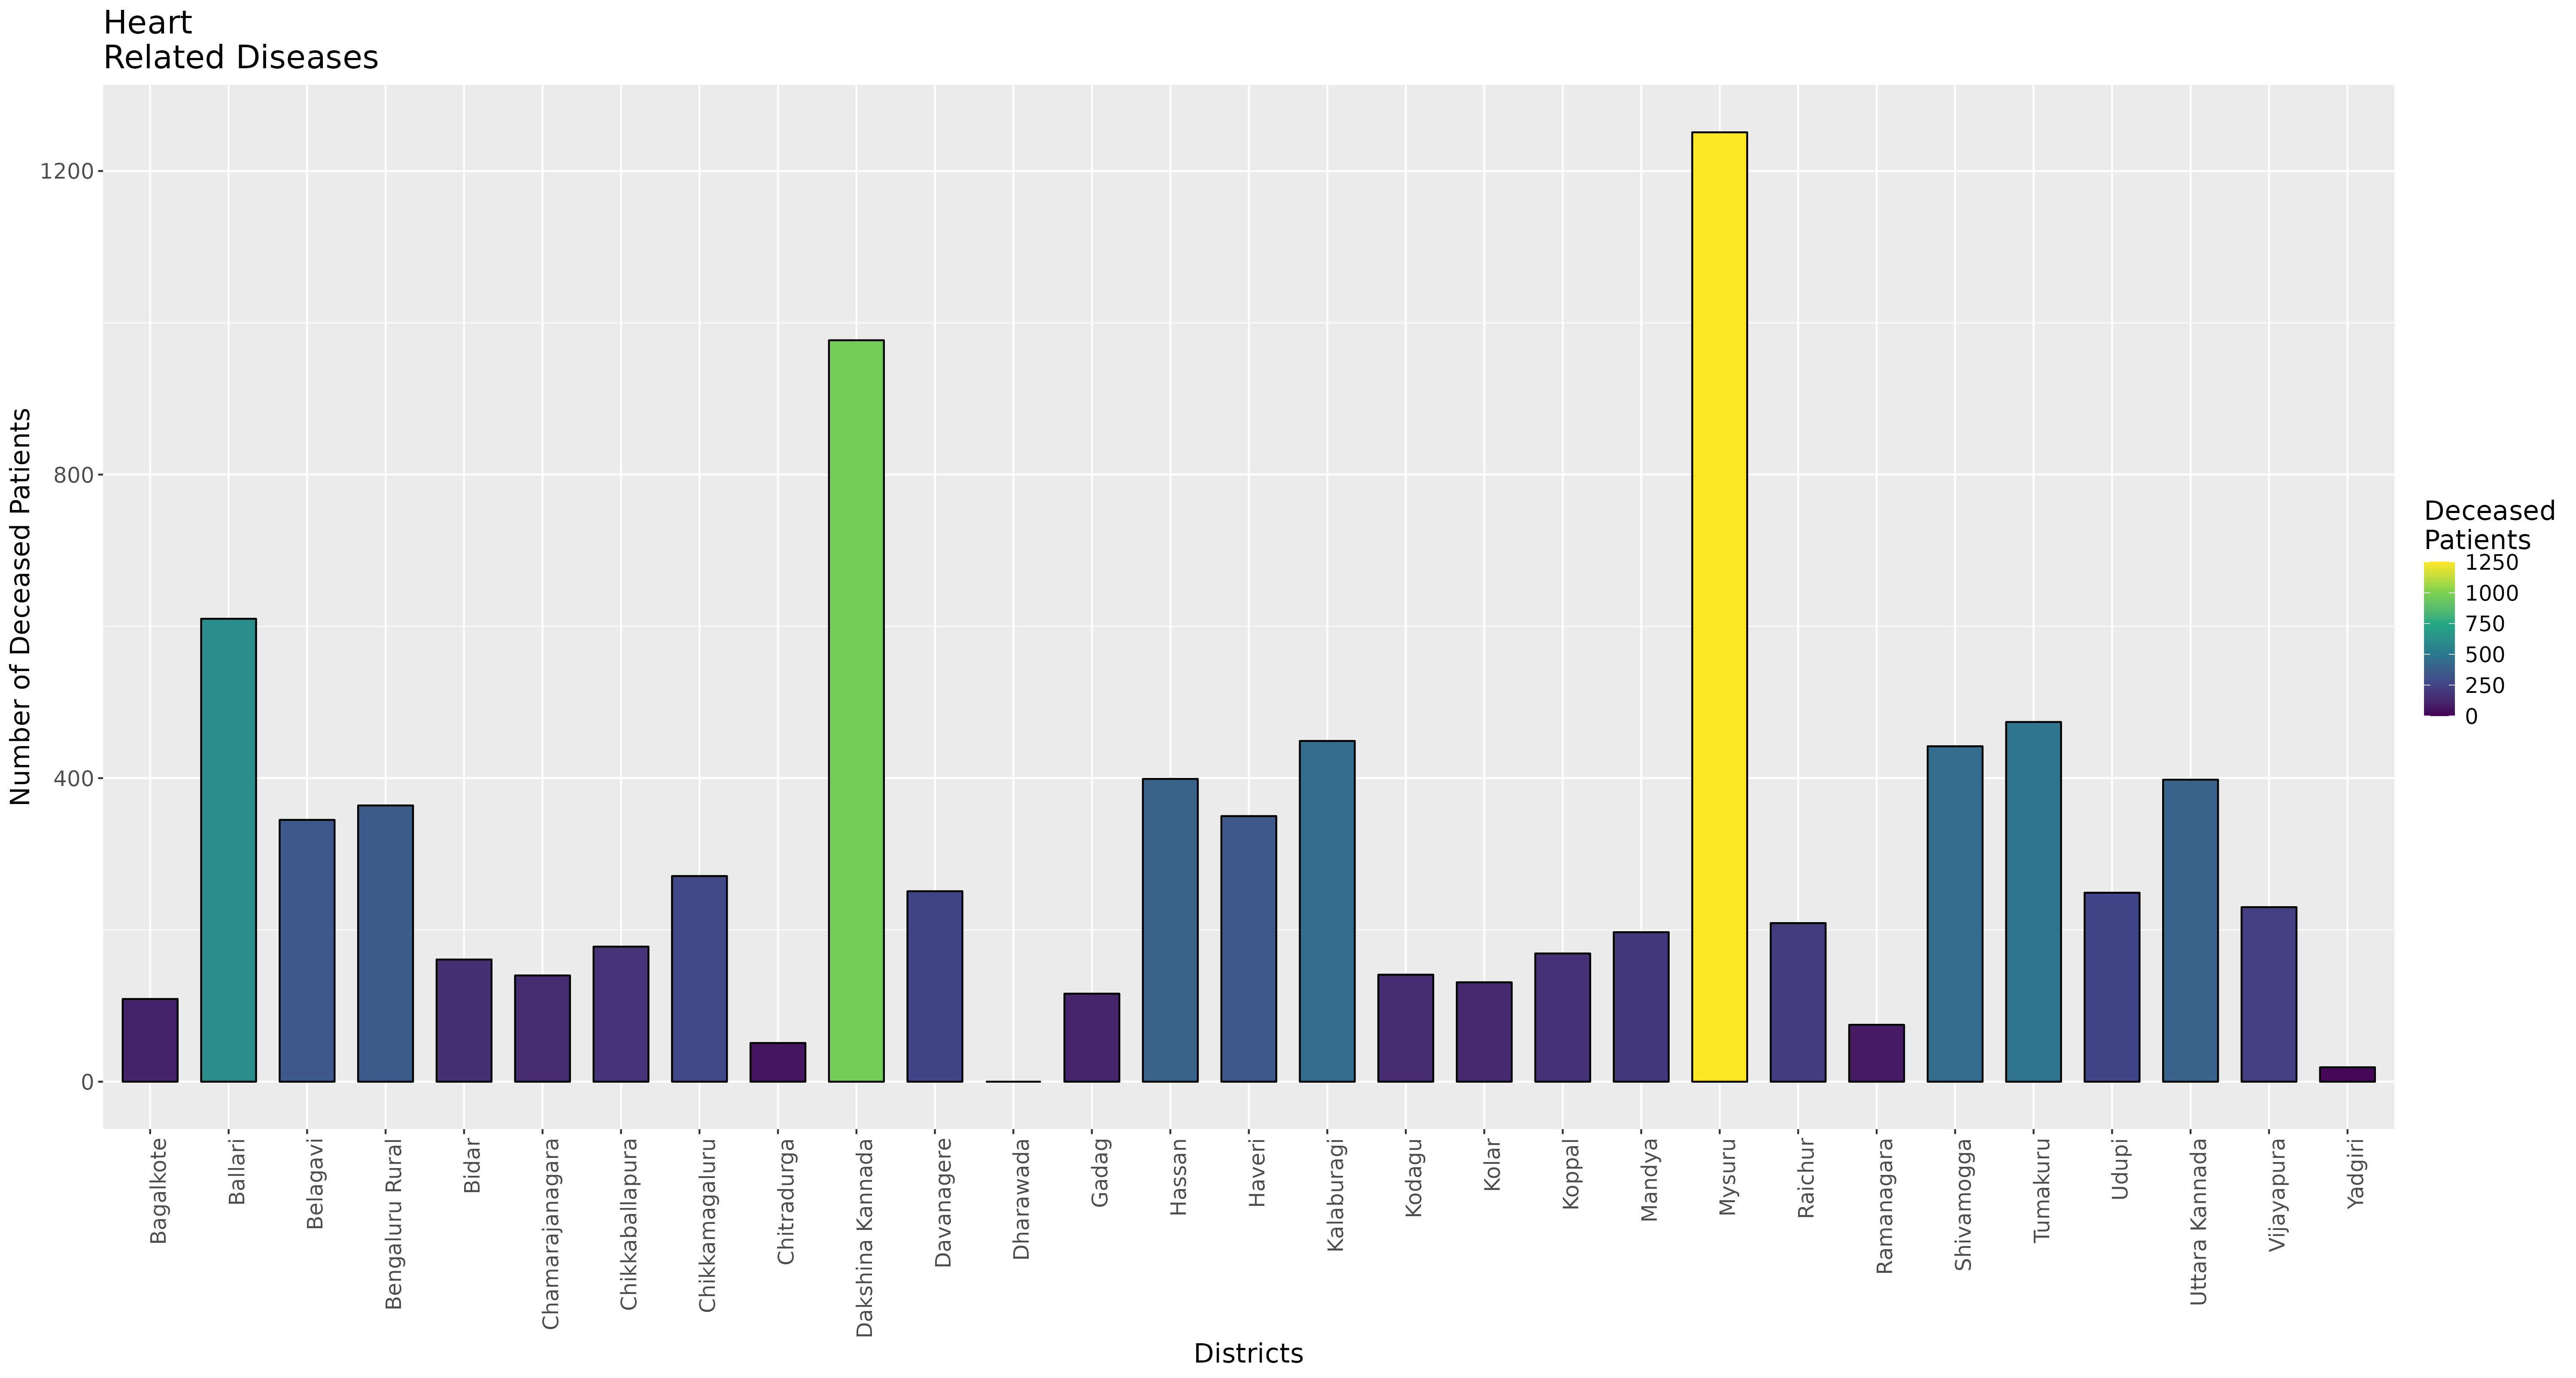 Heart
Related Diseases
Number of Deceased Patients
1200
800
400
0
Bagalkote
Ballari
Belagavi
Bengaluru Rural
Bidar
Chamarajanagara
Chikkaballapura
Chikkamagaluru
Chitradurga
Dakshina Kannada
Davanagere
Dharawada
Gadag
Hassan
Haveri
Kalaburagi
Kodagu
Kolar
Koppal
Mandya
Mysuru
Raichur
Ramanagara
Shivamogga
Tumakuru
Udupi
Uttara Kannada
Vijayapura
Yadgiri
Districts
Deceased
Patients
1250
1000
750
500
250
0